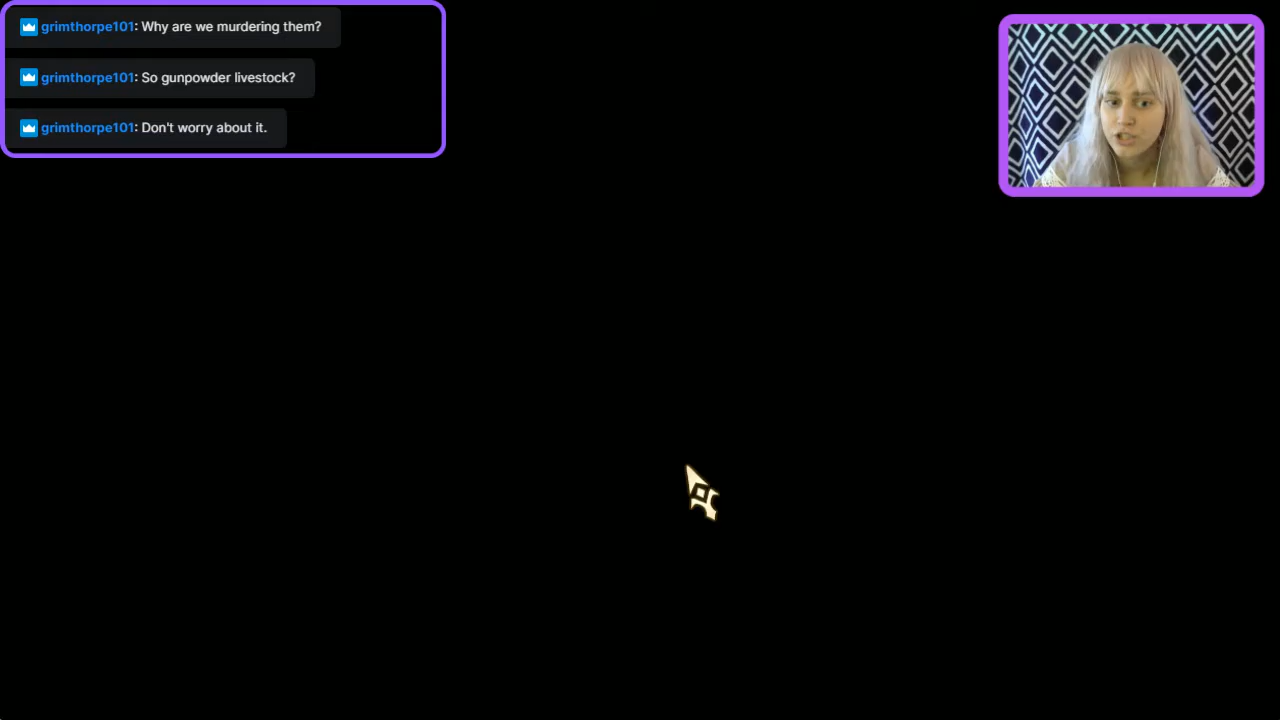 grimthorpe101: Why are we murdering them?
grimthorpe101: So gunpowder livestock?
grimthorpe101: Don't worry about it.